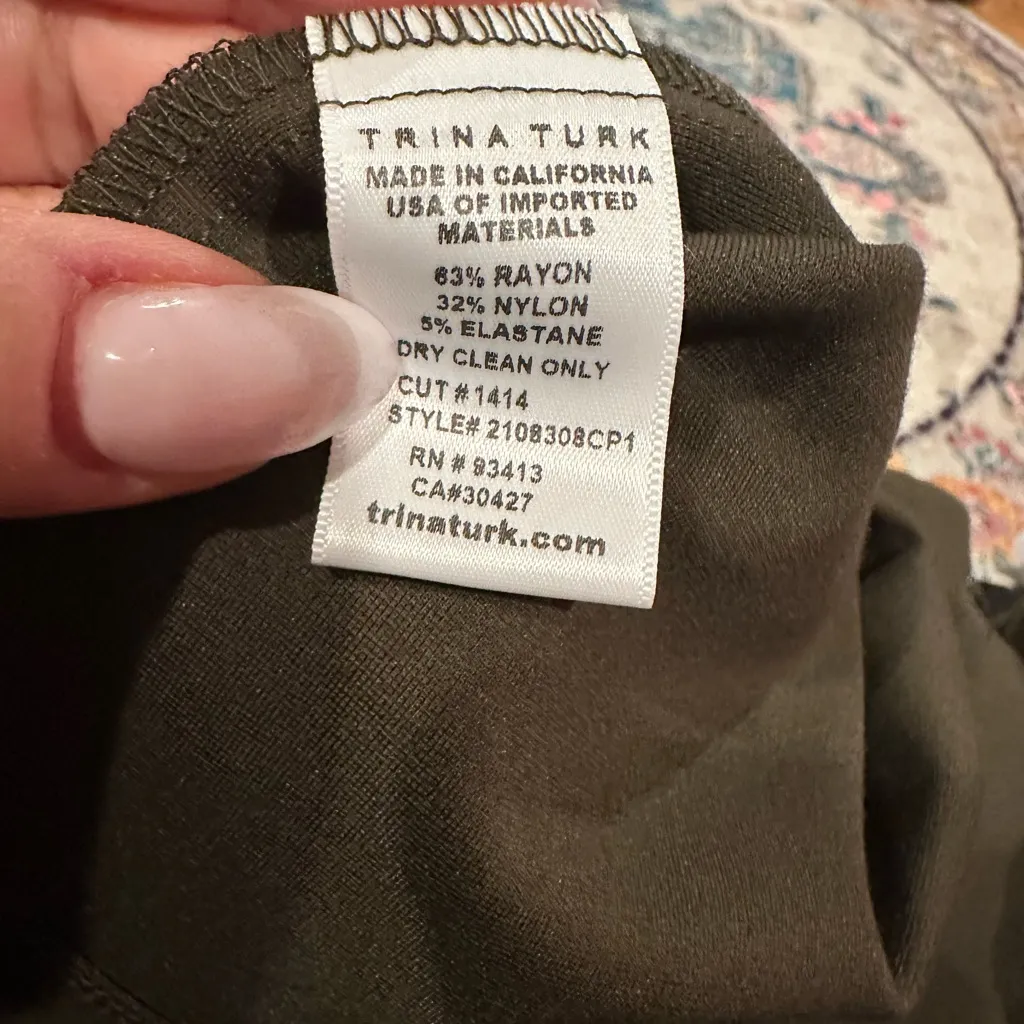 TRINA TURK
MADE IN CALIFORNIA
USA OF IMPORTED
MATERIALS
63% RAYON
32% NYLON
5% ELASTANE
DRY CLEAN ONLY
CUT # 1414
STYLE# 2108308CP1
RN # 93413
CA#30427
trinaturk.com